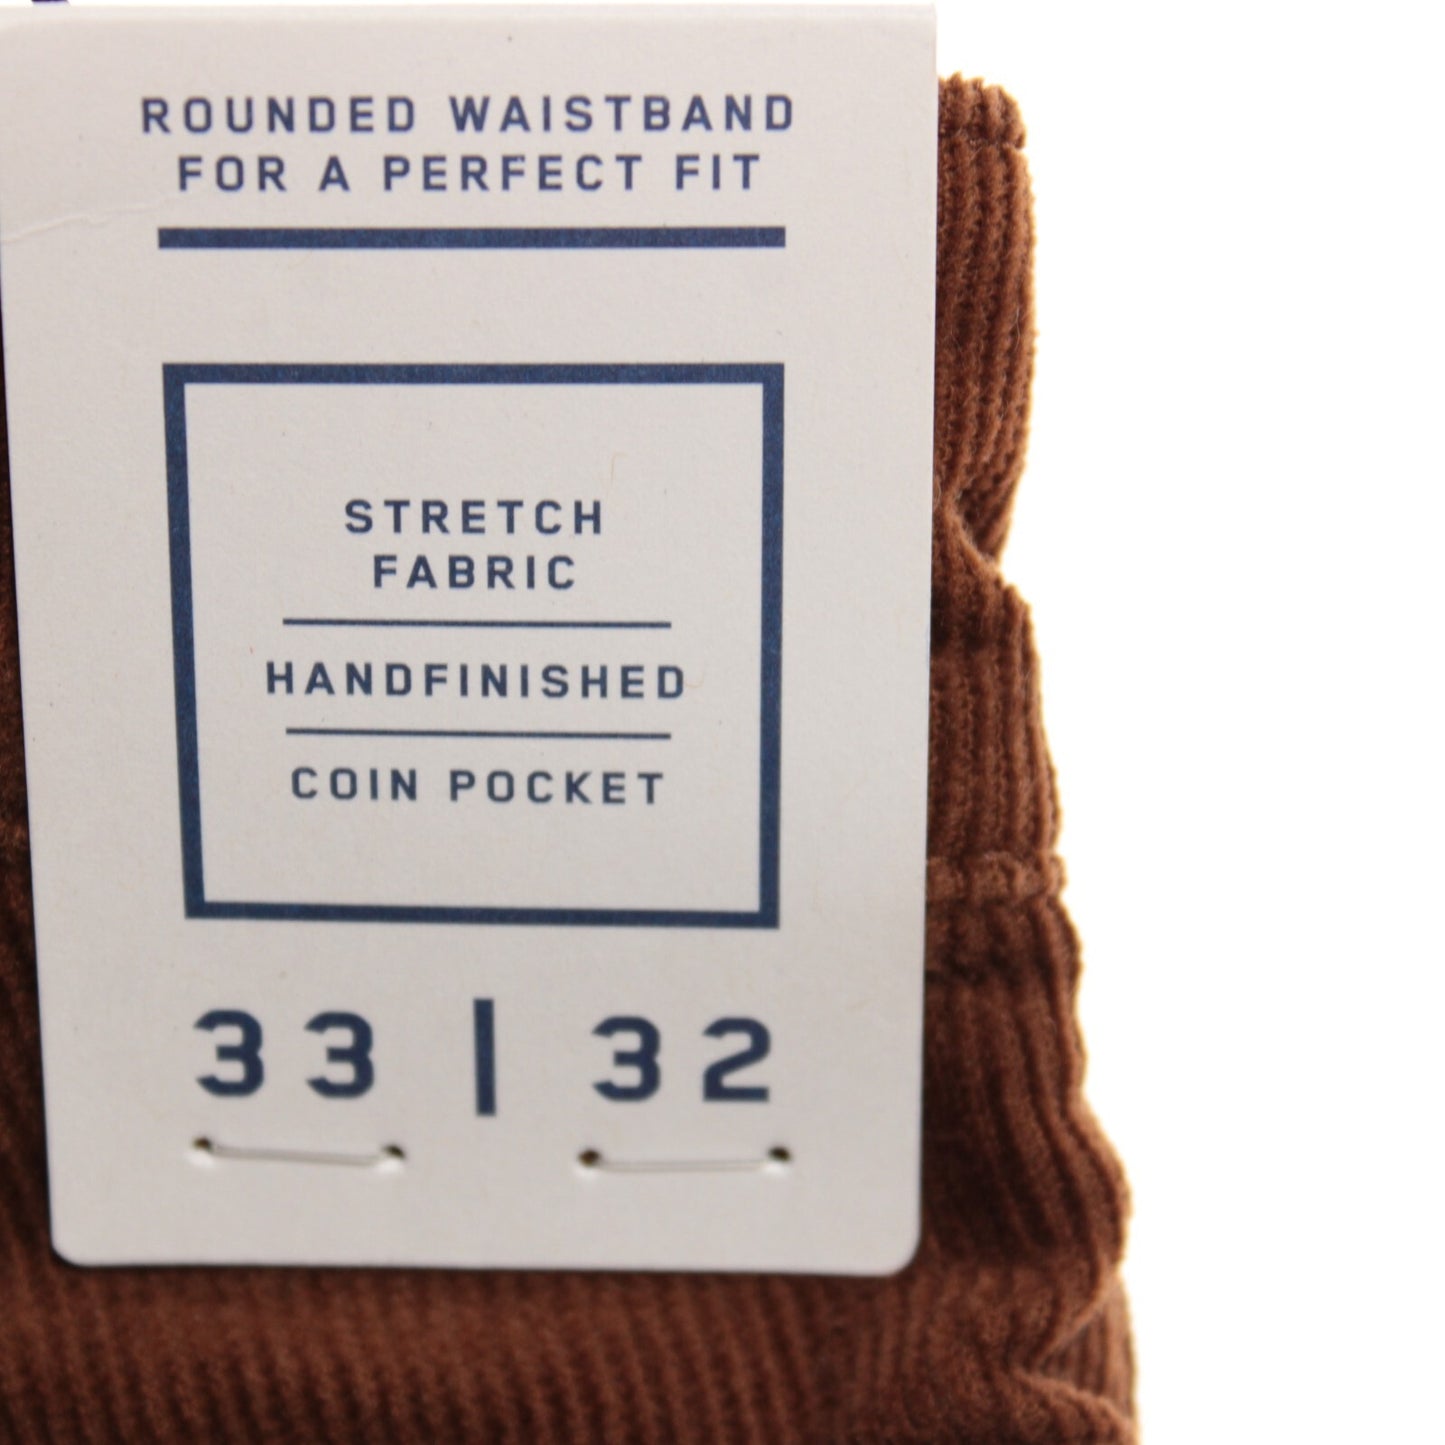 ROUNDED WAISTBAND
FOR A PERFECT FIT
STRETCH
FABRIC
HANDFINISHED
COIN POCKET
33 | 32